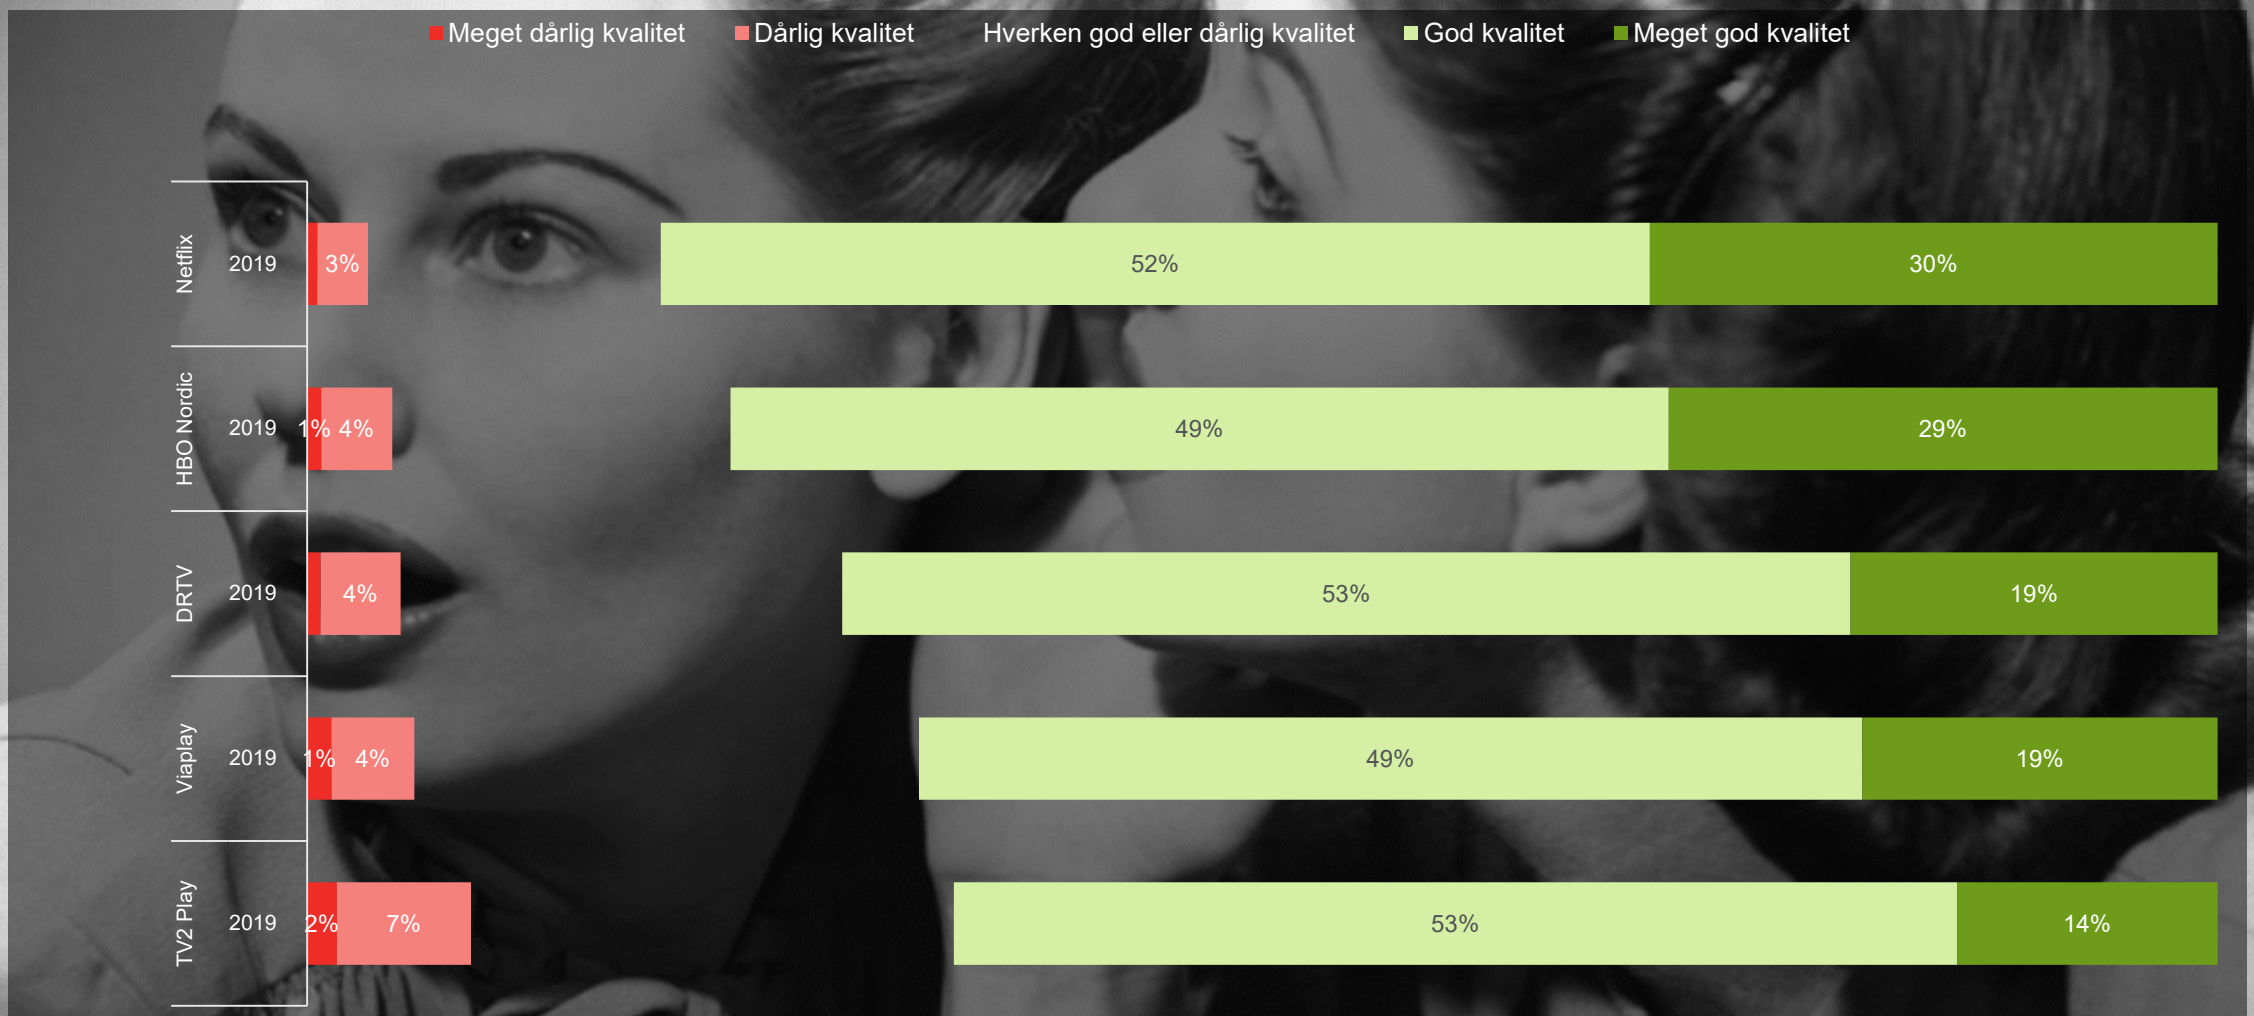 Meget dårlig kvalitet Dårlig kvalitet Hverken god eller dårlig kvalitet God kvalitet Meget god kvalitet
Netflix 2019 3% 52% 30%
HBO Nordic 2019 1% 4% 49% 29%
DRTV 2019 4% 53% 19%
Viaplay 2019 1% 4% 49% 19%
TV2 Play 2019 2% 7% 53% 14%